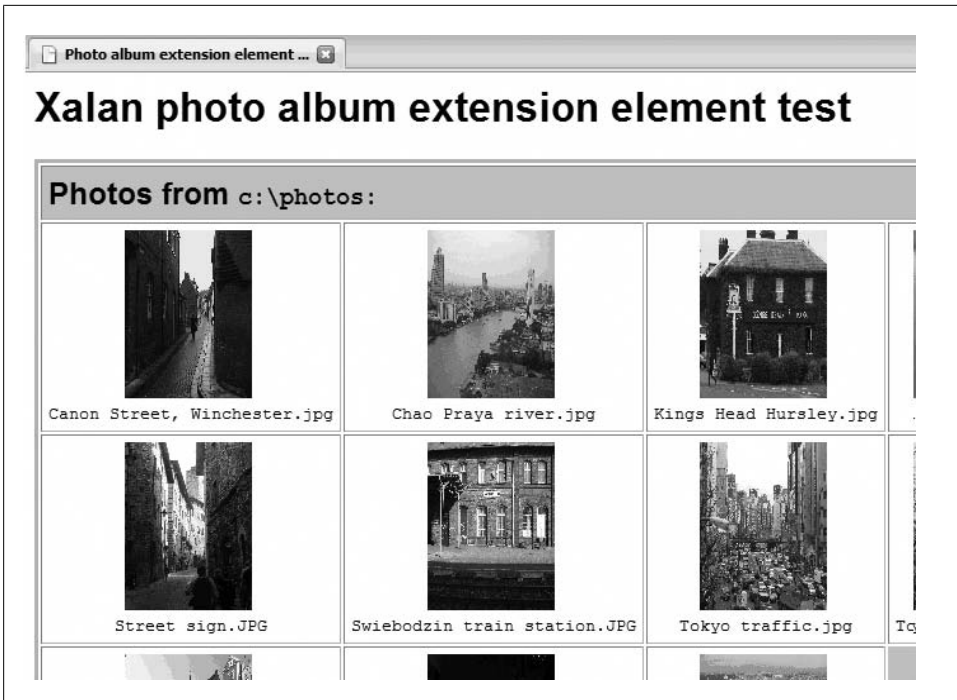 Photo album extension element ...
Xalan photo album extension element test
Photos from c:\photos:
Canon Street, Winchester.jpg
Chao Praya river.jpg
Kings Head Hursley.jpg
Street sign.JPG
Swiebodzin train station.JPG
Tokyo traffic.jpg